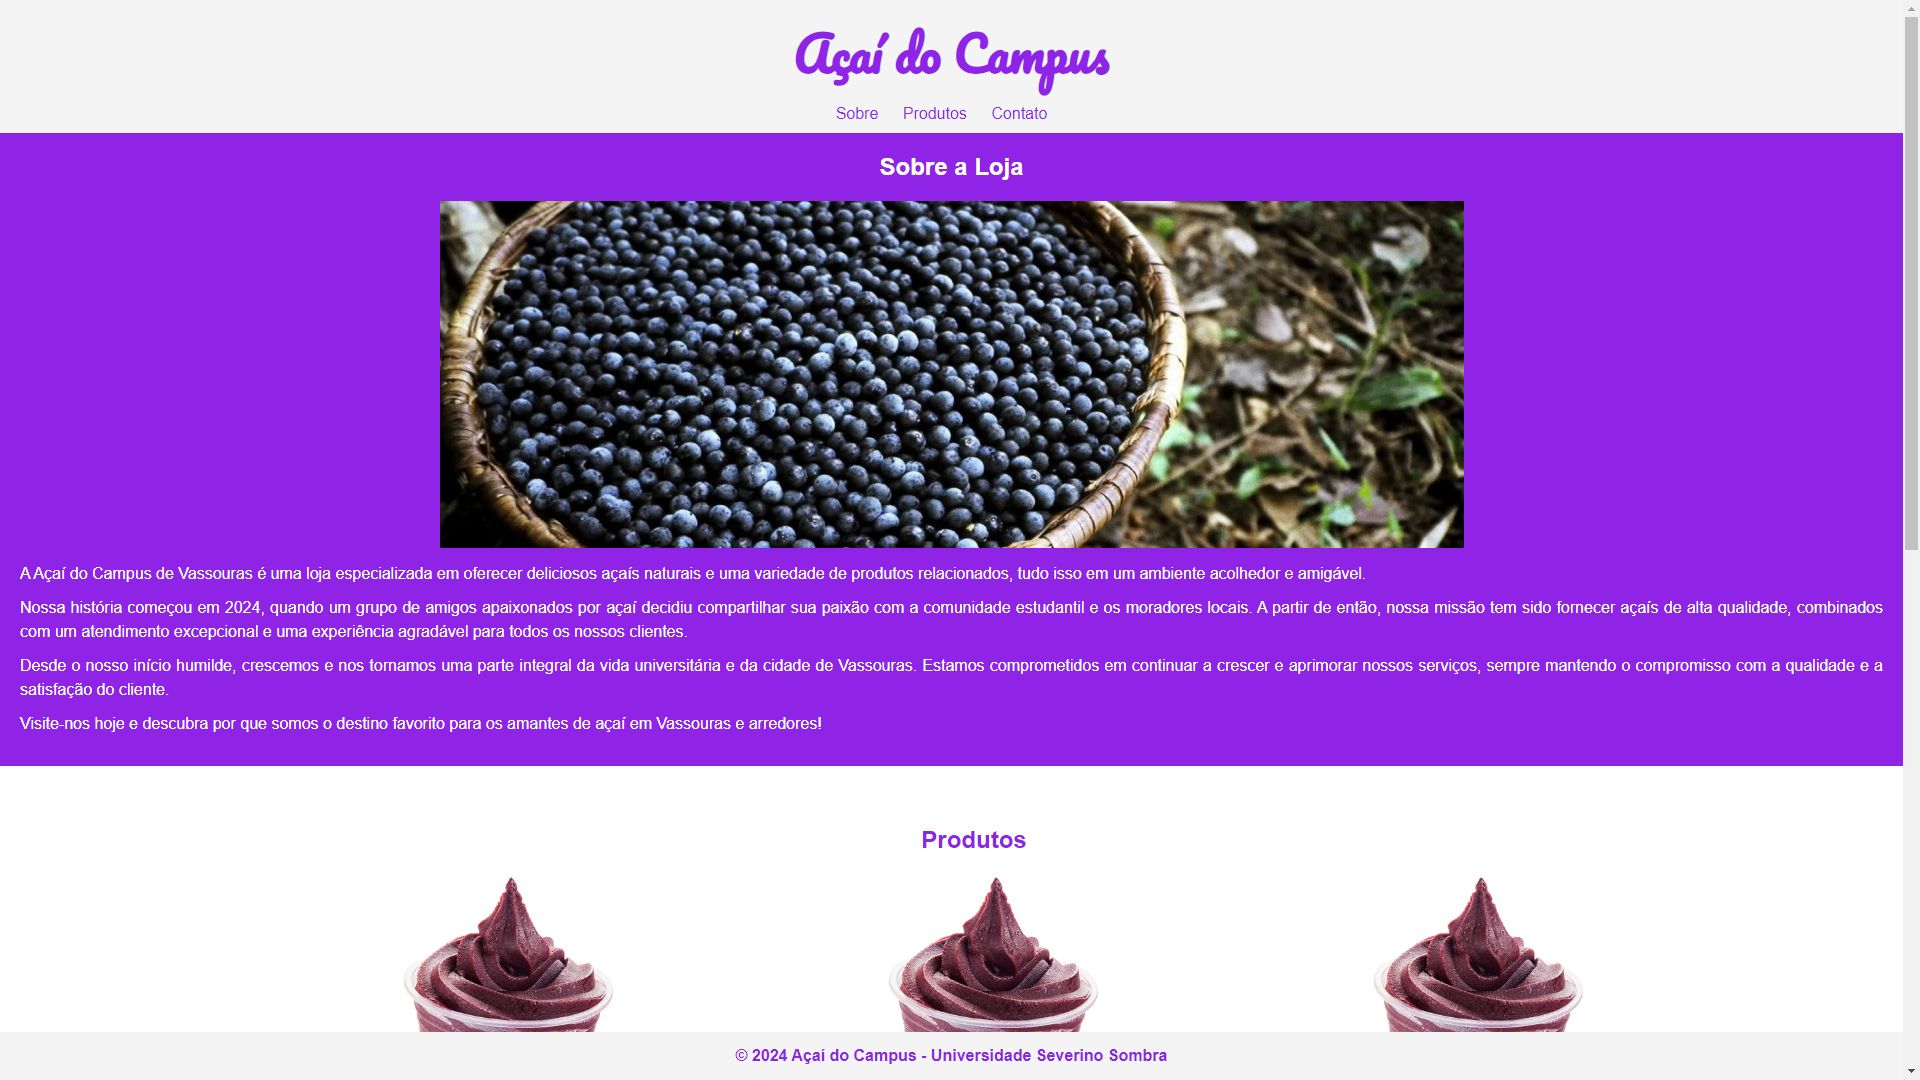 Açaí do Campus
Sobre Produtos Contato
Sobre a Loja
A Açaí do Campus de Vassouras é uma loja especializada em oferecer deliciosos açaís naturais e uma variedade de produtos relacionados, tudo isso em um ambiente acolhedor e amigável.
Nossa história começou em 2024, quando um grupo de amigos apaixonados por açaí decidiu compartilhar sua paixão com a comunidade estudantil e os moradores locais. A partir de então, nossa missão tem sido fornecer açaís de alta qualidade, combinados
com um atendimento excepcional e uma experiência agradável para todos os nossos clientes.
Desde o nosso início humilde, crescemos e nos tornamos uma parte integral da vida universitária e da cidade de Vassouras. Estamos comprometidos em continuar a crescer e aprimorar nossos serviços, sempre mantendo o compromisso com a qualidade e a
satisfação do cliente.
Visite-nos hoje e descubra por que somos o destino favorito para os amantes de açaí em Vassouras e arredores!
Produtos
© 2024 Açaí do Campus - Universidade Severino Sombra